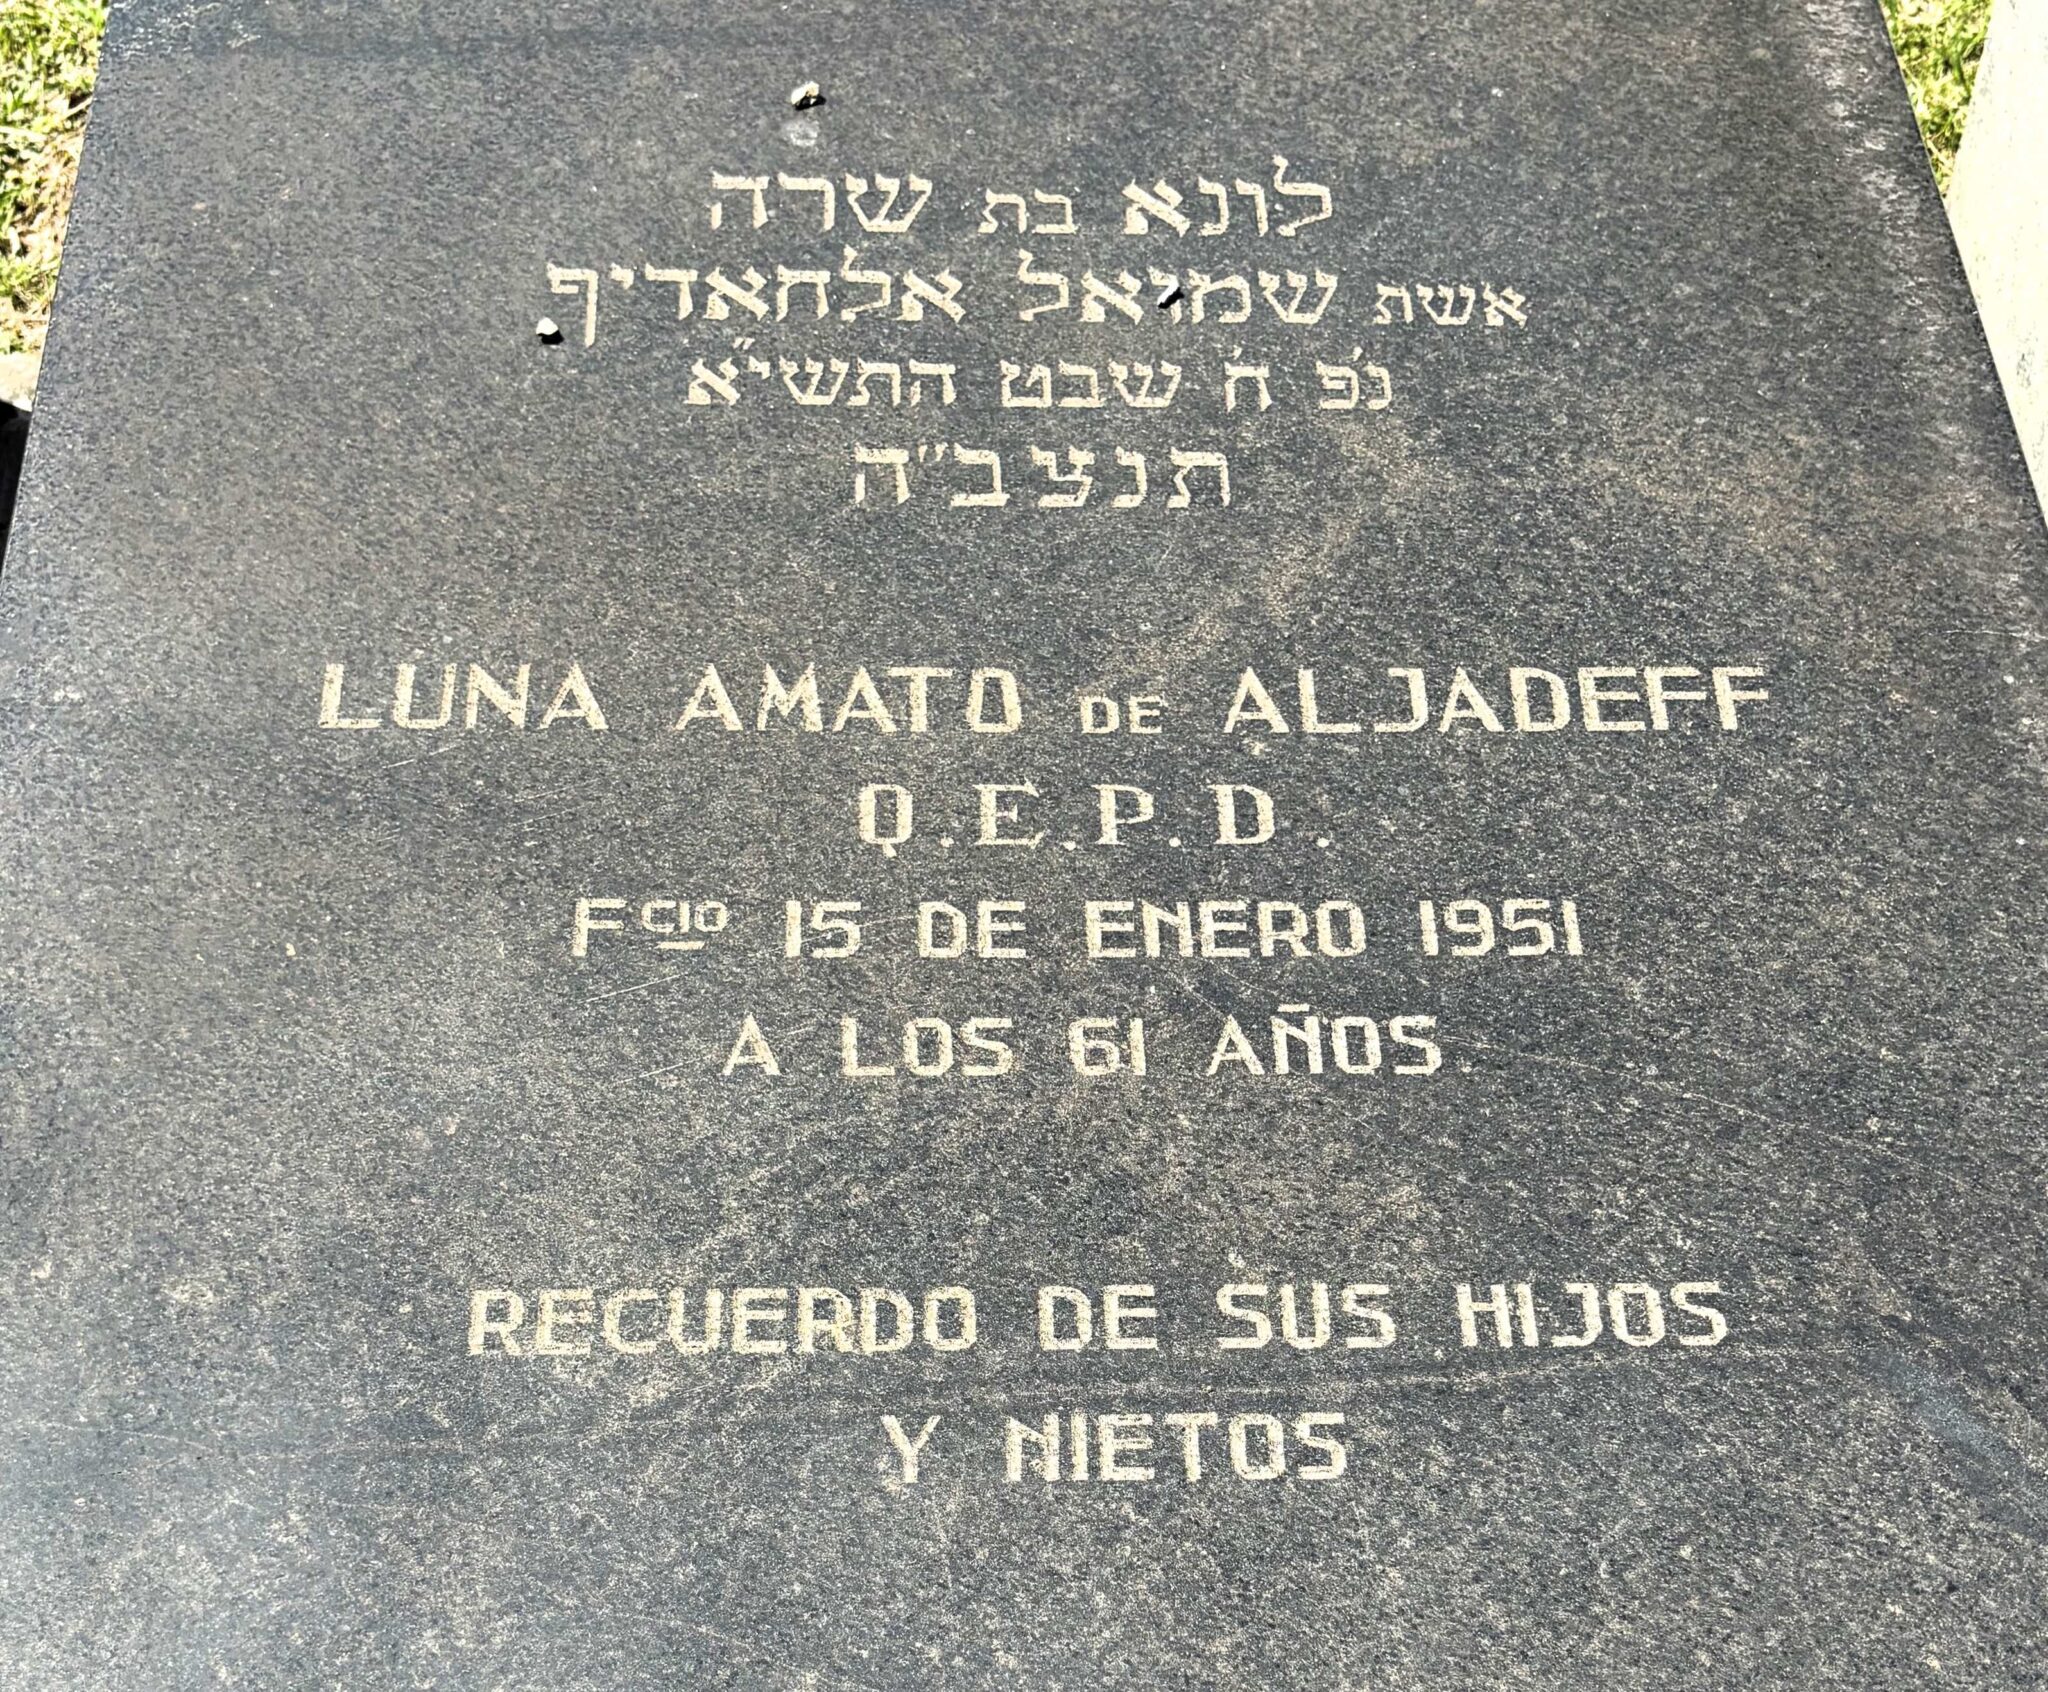 לונא בת שרה
אשת שמואל אלחאדיף
נ'פ ח' שבט התשי"א
תנצב"ה
LUNA AMATO DE ALJADEFF
Q.E.P.D.
Fcio 15 DE ENERO 1951
A LOS 61 AÑOS
RECUERDO DE SUS HIJOS
Y NIETOS